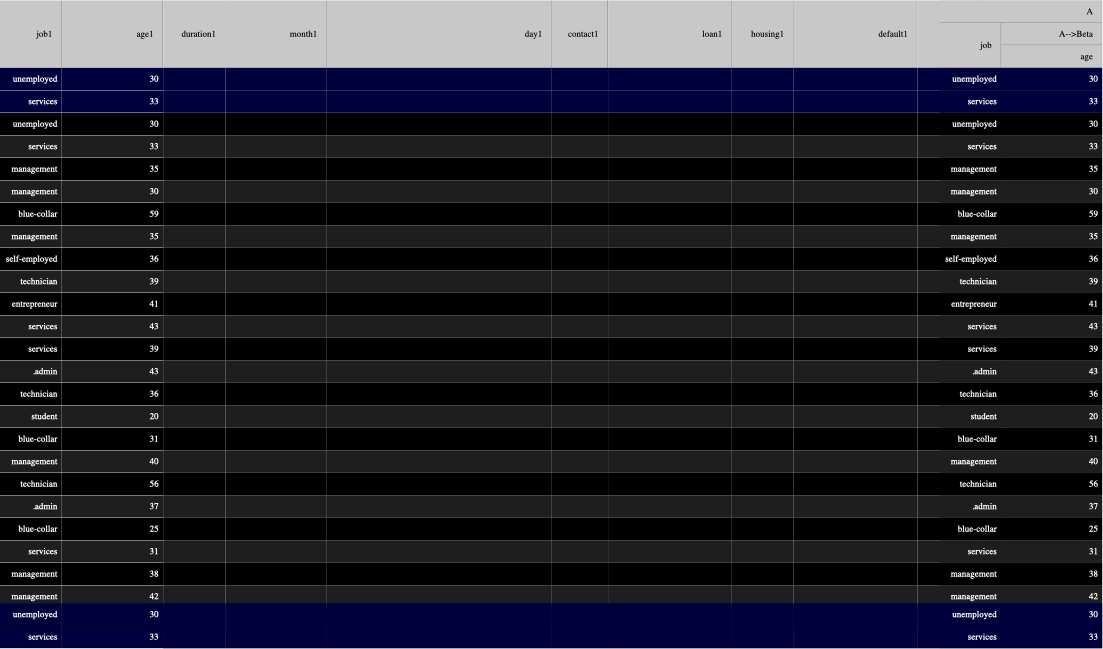 A
job1 age1 duration1 month1 day1 contact1 loan1 housing1 default1 job A-->Beta
age
unemployed 30 unemployed 30
services 33 services 33
unemployed 30 unemployed 30
services 33 services 33
management 35 management 35
management 30 management 30
blue-collar 59 blue-collar 59
management 35 management 35
self-employed 36 self-employed 36
technician 39 technician 39
entrepreneur 41 entrepreneur 41
services 43 services 43
services 39 services 39
.admin 43 .admin 43
technician 36 technician 36
student 20 student 20
blue-collar 31 blue-collar 31
management 40 management 40
technician 56 technician 56
.admin 37 .admin 37
blue-collar 25 blue-collar 25
services 31 services 31
management 38 management 38
management 42 management 42
unemployed 30 unemployed 30
services 33 services 33